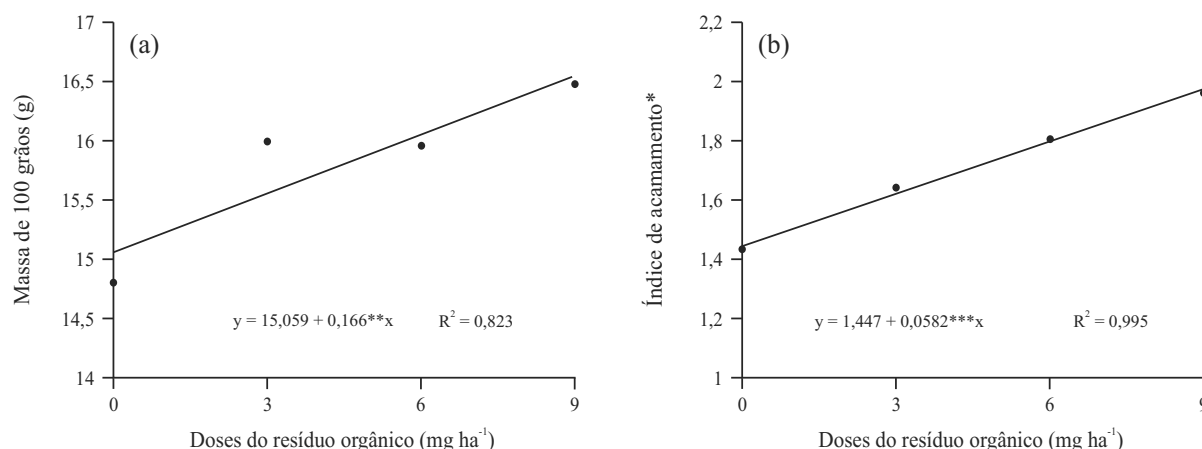 (a)
Massa de 100 grãos (g)
17
16,5
16
15,5
15
14,5
14
y = 15,059 + 0,166**x R² = 0,823
0 3 6 9
Doses do resíduo orgânico (mg ha⁻¹)
(b)
Índice de acamamento*
2,2
2
1,8
1,6
1,4
1,2
1
y = 1,447 + 0,0582***x R² = 0,995
0 3 6 9
Doses do resíduo orgânico (mg ha⁻¹)